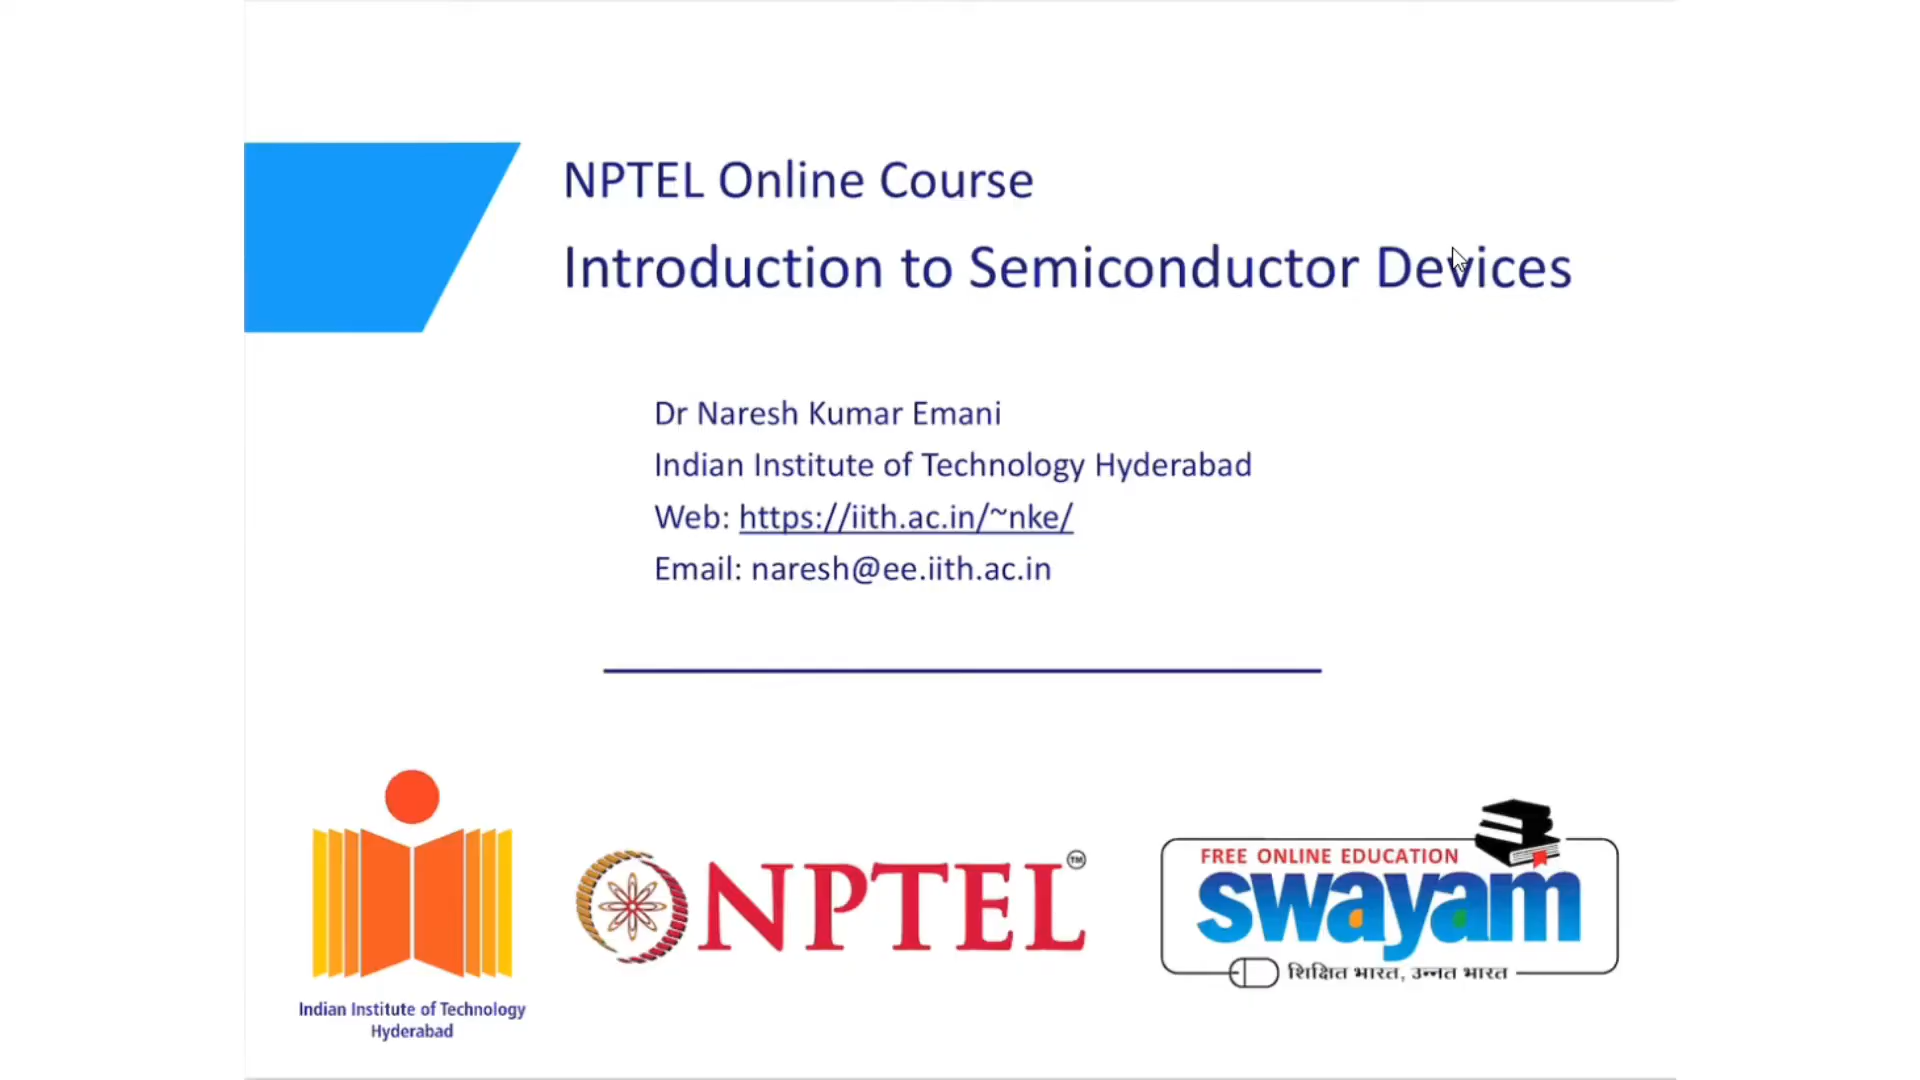 NPTEL Online Course
Introduction to Semiconductor Devices
Dr Naresh Kumar Emani
Indian Institute of Technology Hyderabad
Web: https://iith.ac.in/~nke/
Email: naresh@ee.iith.ac.in
Indian Institute of Technology
Hyderabad
NPTEL™
FREE ONLINE EDUCATION
swayam
शिक्षित भारत, उन्नत भारत